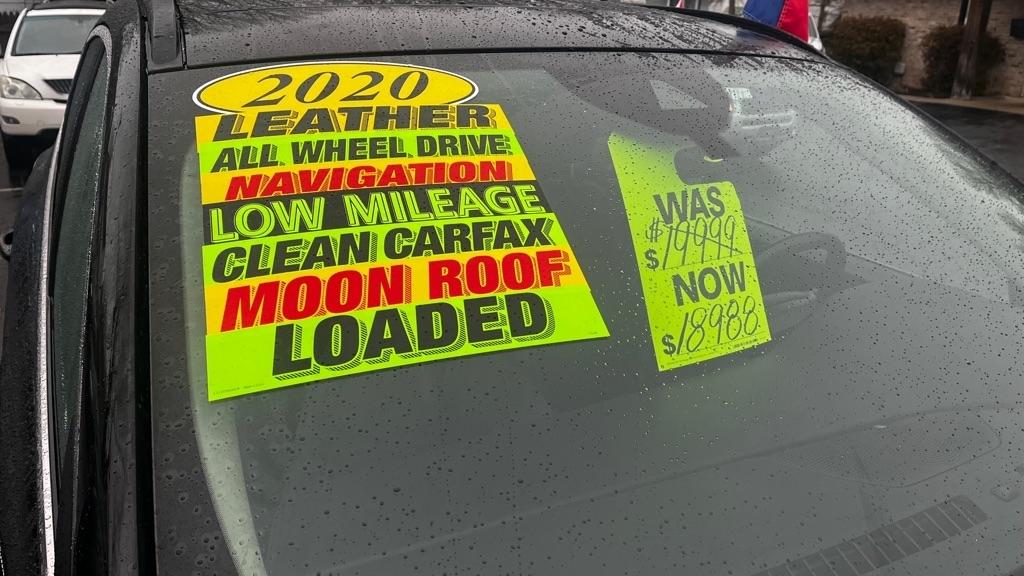 2020
LEATHER
ALL WHEEL DRIVE
NAVIGATION
LOW MILEAGE
CLEAN CARFAX
MOON ROOF
LOADED
WAS
$19999
NOW
$18988